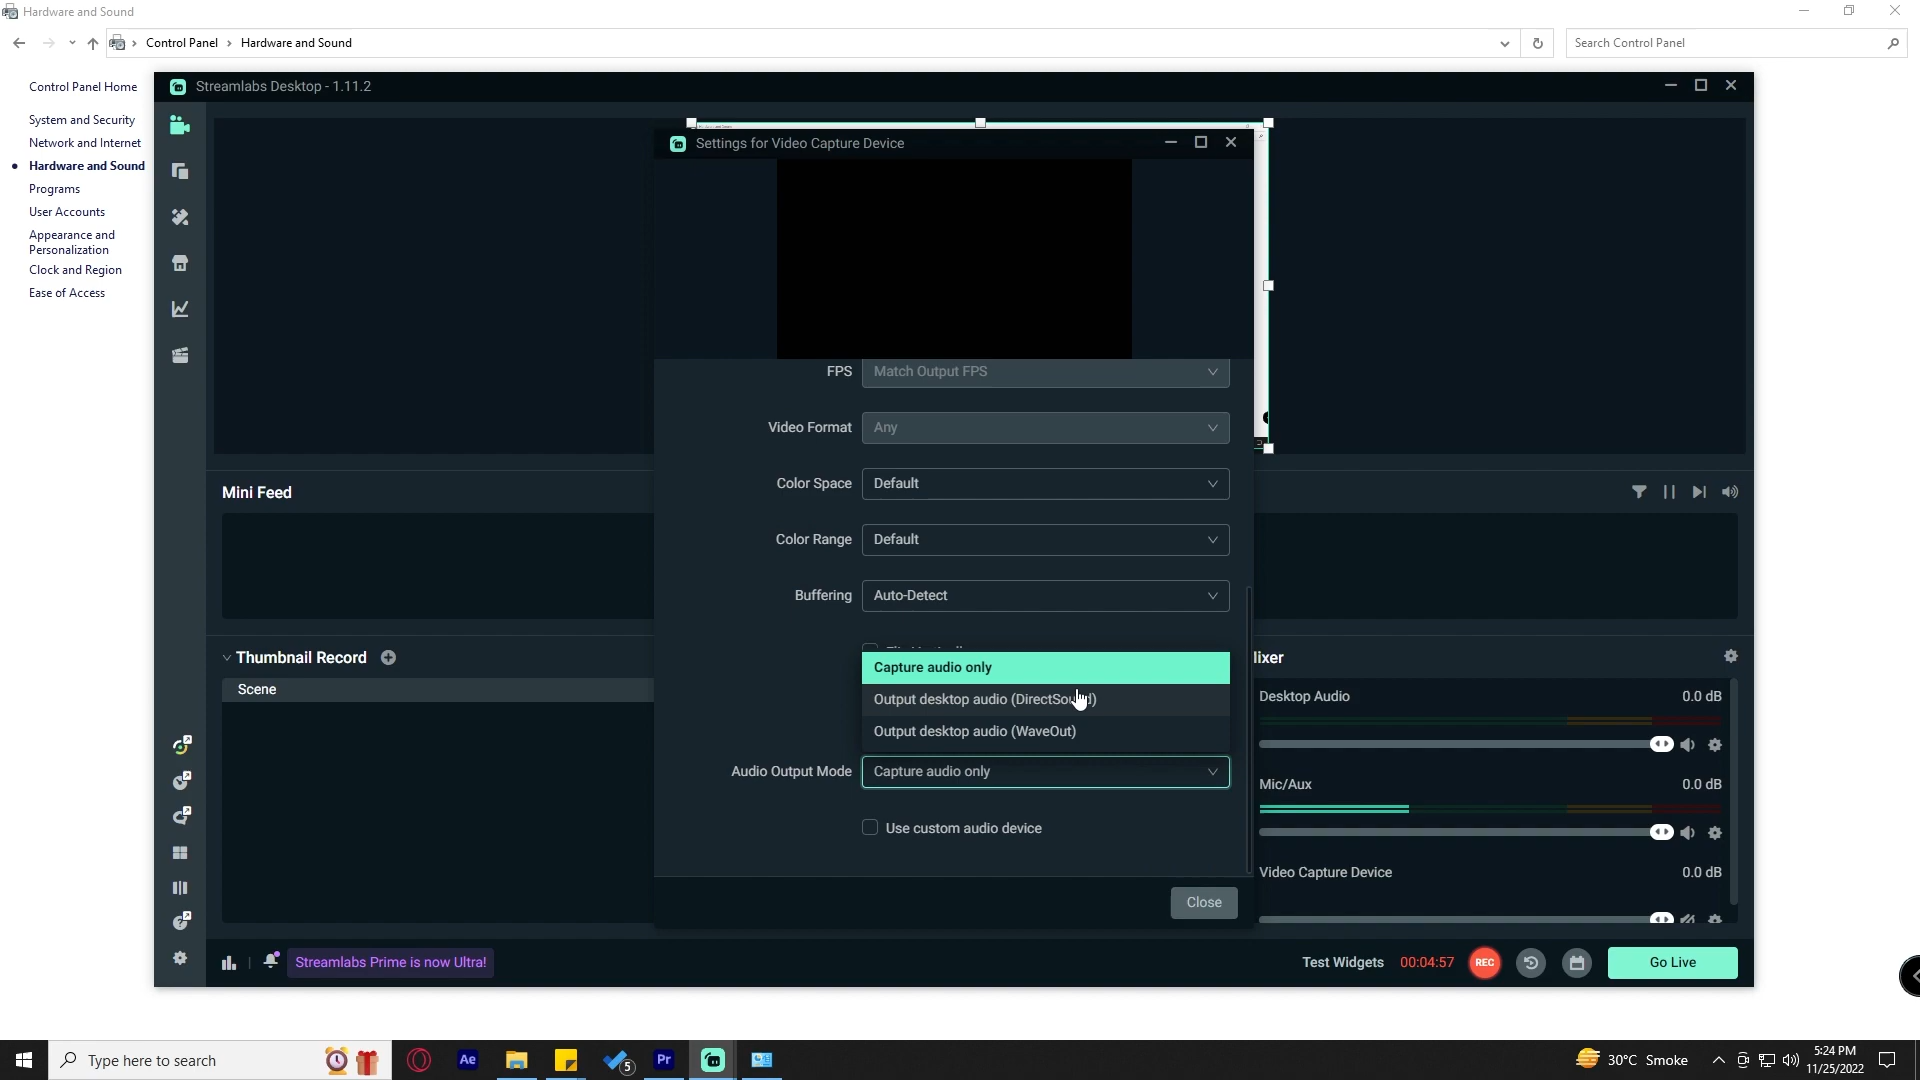 Hardware and Sound
Control Panel
Hardware and Sound
Search Control Panel
Control Panel Home
System and Security
Network and Internet
Hardware and Sound
Programs
User Accounts
Appearance and
Personalization
Clock and Region
Ease of Access
Streamlabs Desktop - 1.11.2
Settings for Video Capture Device
FPS
Match Output FPS
Video Format
Any
Color Space
Default
Color Range
Default
Buffering
Auto-Detect
Capture audio only
Output desktop audio (DirectSound)
Output desktop audio (WaveOut)
Audio Output Mode
Capture audio only
Use custom audio device
Close
Mini Feed
Thumbnail Record
Scene
lixer
Desktop Audio
0.0 dB
Mic/Aux
0.0 dB
Video Capture Device
0.0 dB
Streamlabs Prime is now Ultra!
Test Widgets
00:04:57
REC
Go Live
Type here to search
Ae
5
Pr
30°C Smoke
5:24 PM
11/25/2022